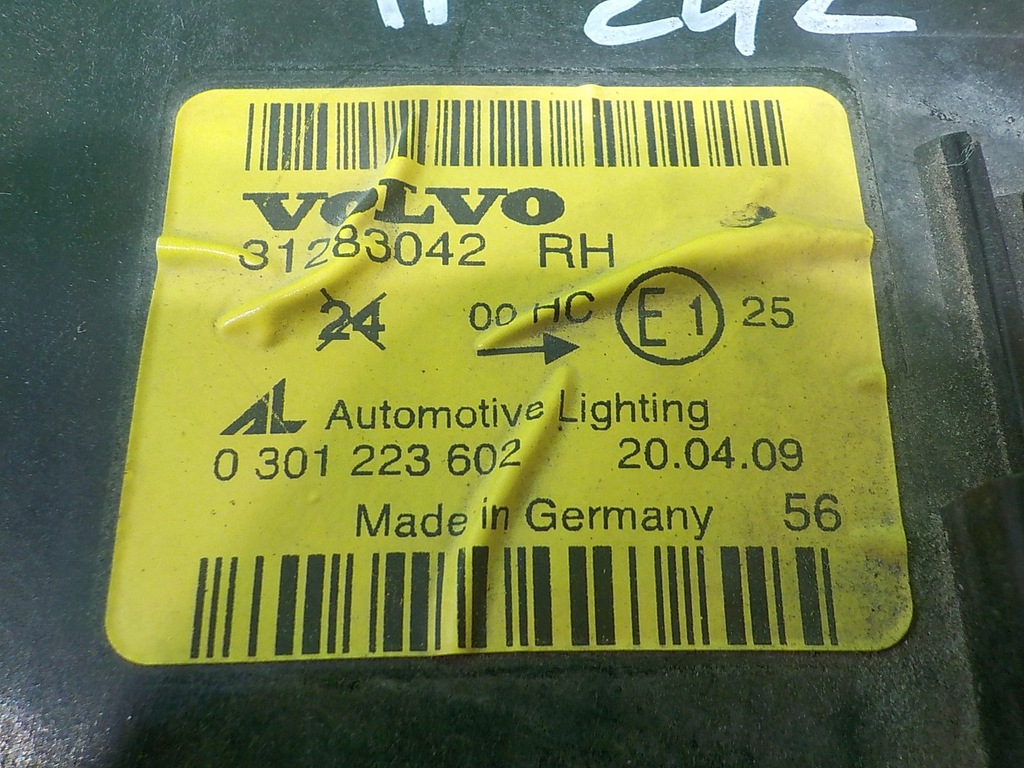 VOLVO
31283042 RH
24 00 HC E1 25
AL Automotive Lighting
0 301 223 602 20.04.09
Made in Germany 56